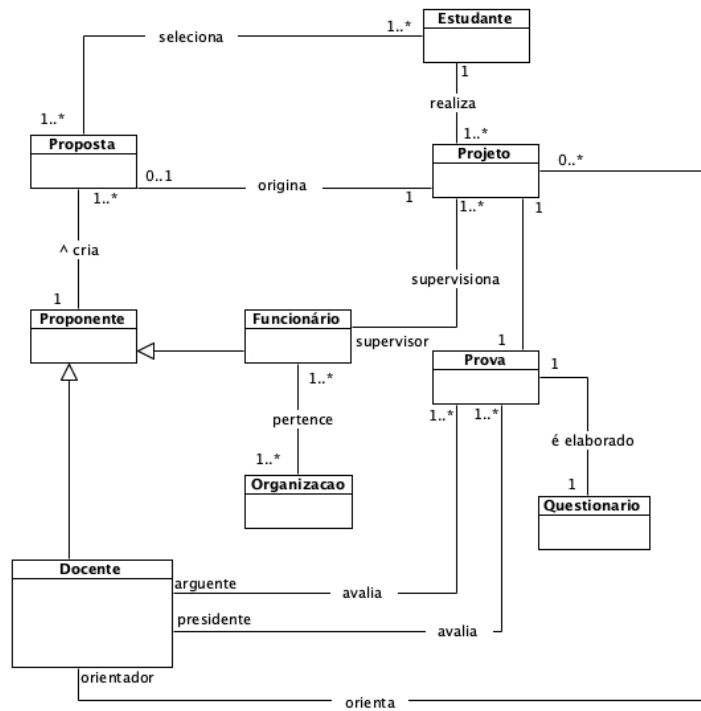 Estudante
1..*
seleciona
1
realiza
1..*
1..*
Proposta
Projeto
0..*
0..1
origina
1
1..*
1..*
1
^ cria
supervisiona
1
Proponente
Funcionário
supervisor
1
Prova
1
1..*
1..*
1..*
pertence
é elaborado
1..*
1
Organizacao
Questionario
Docente
arguente
avalia
presidente
avalia
orientador
orienta